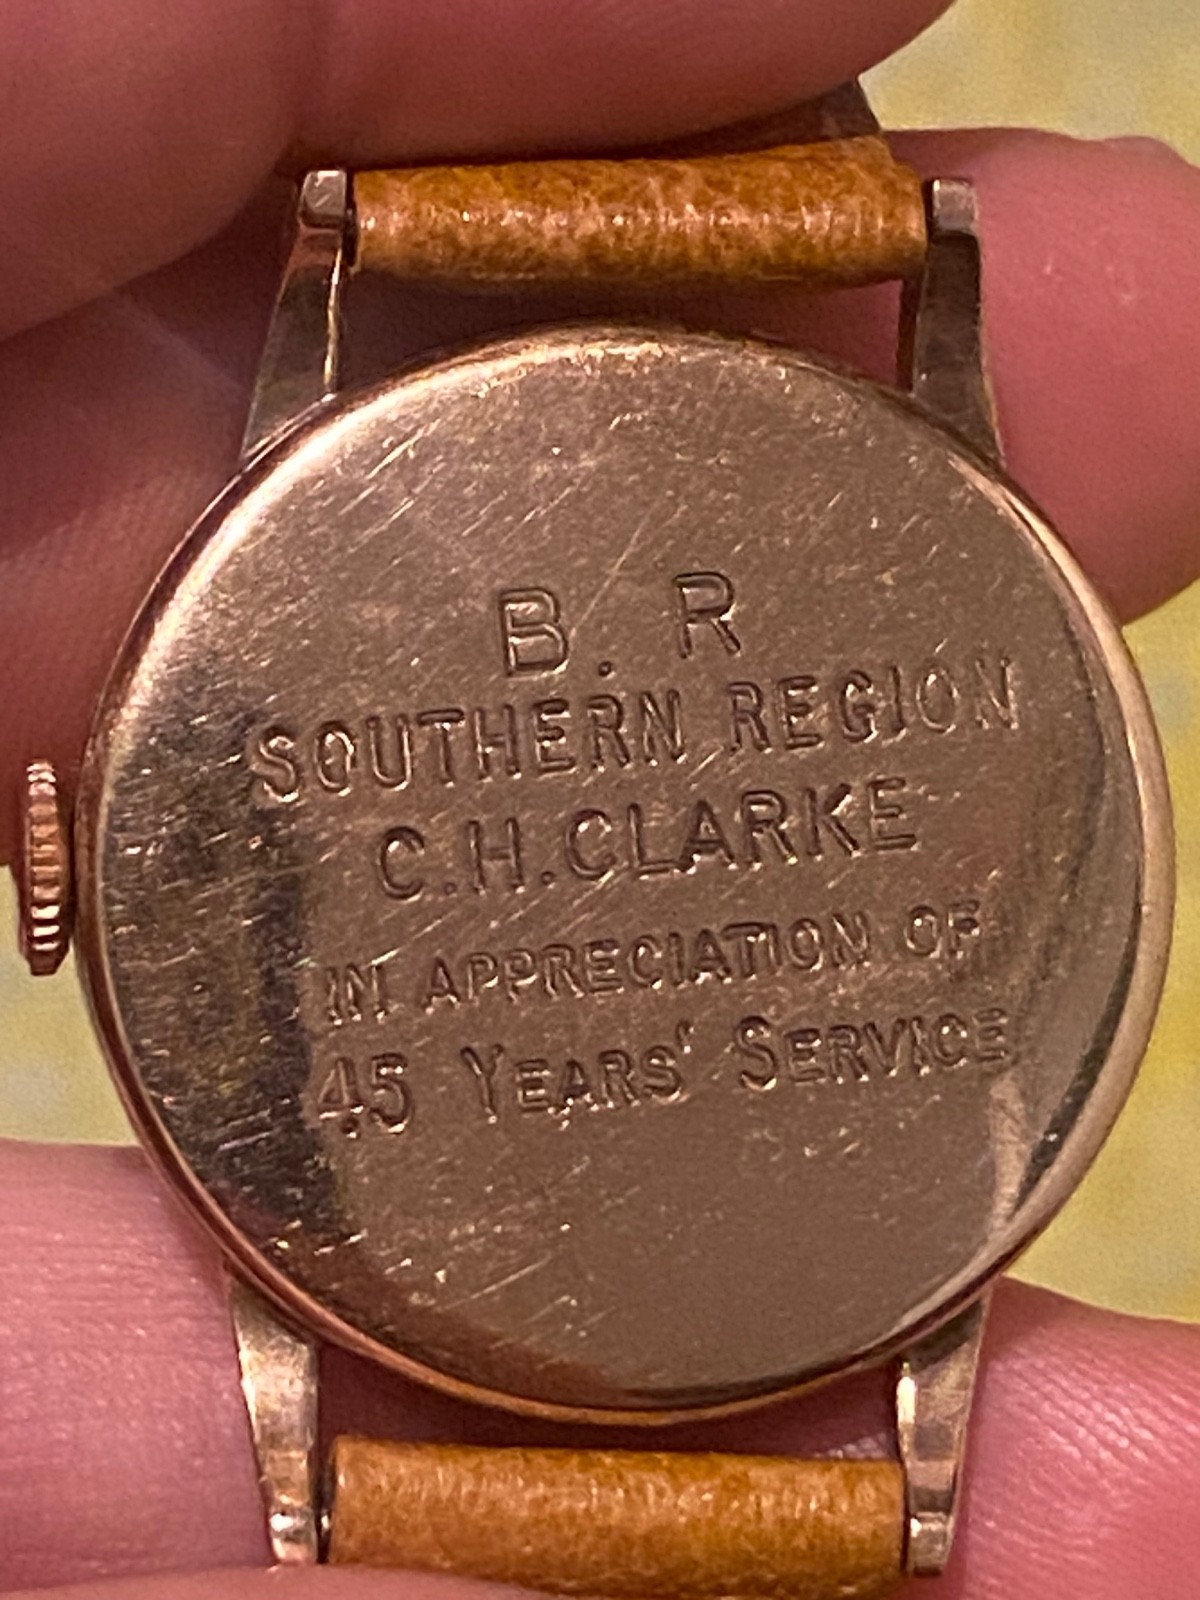 B. R
SOUTHERN REGION
C.H.CLARKE
IN APPRECIATION OF
45 YEARS' SERVICE